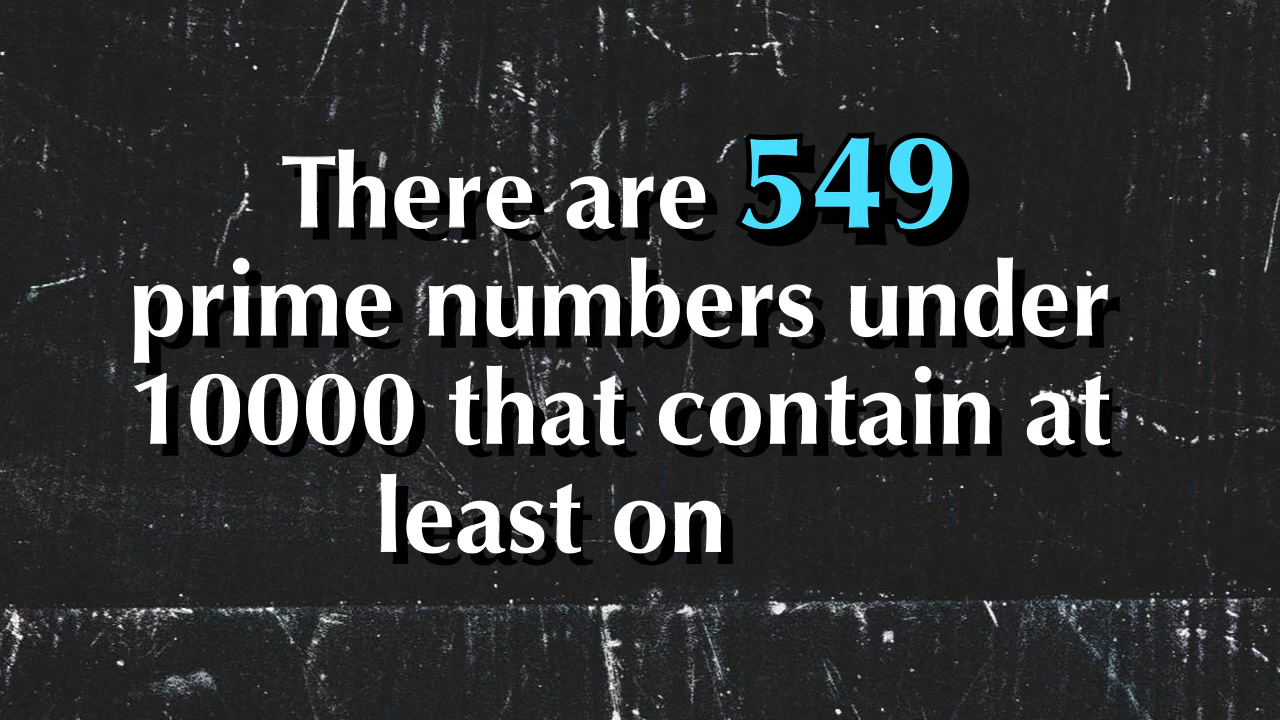 There are 549
prime numbers under
10000 that contain at
least on